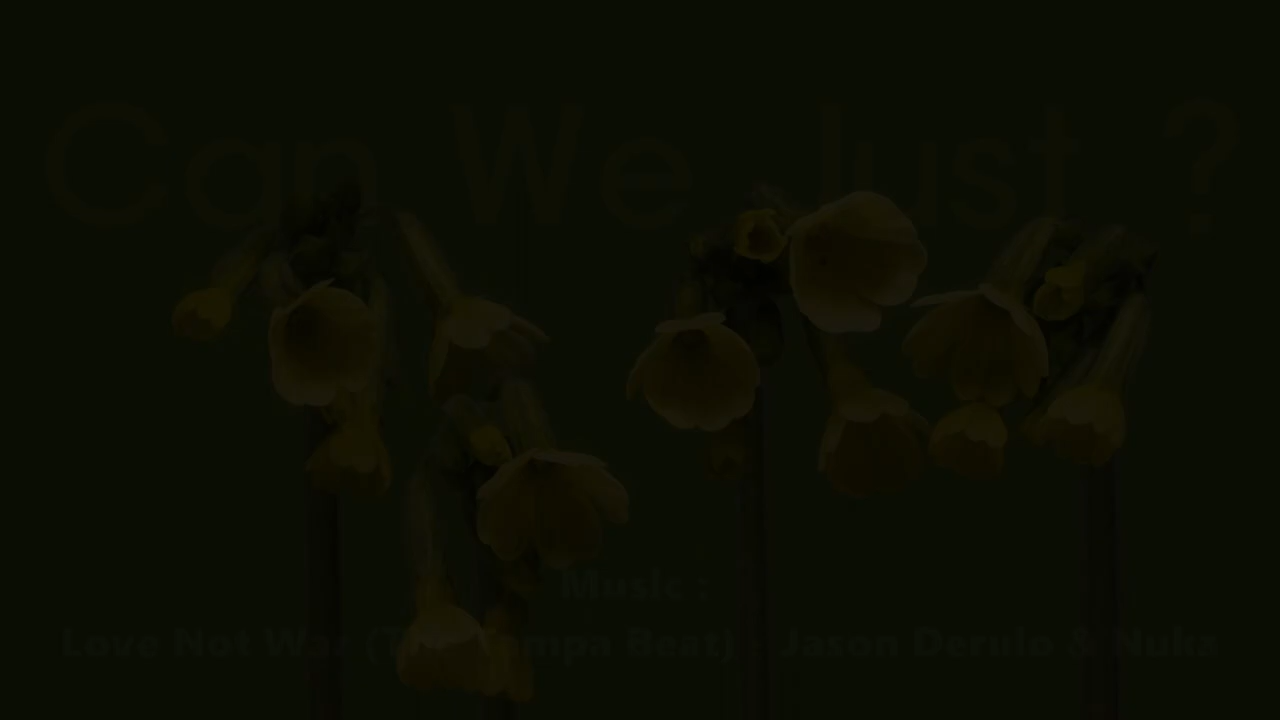 Can We Just ?
Music :
Love Not War (The Tampa Beat) - Jason Derulo & Nuka